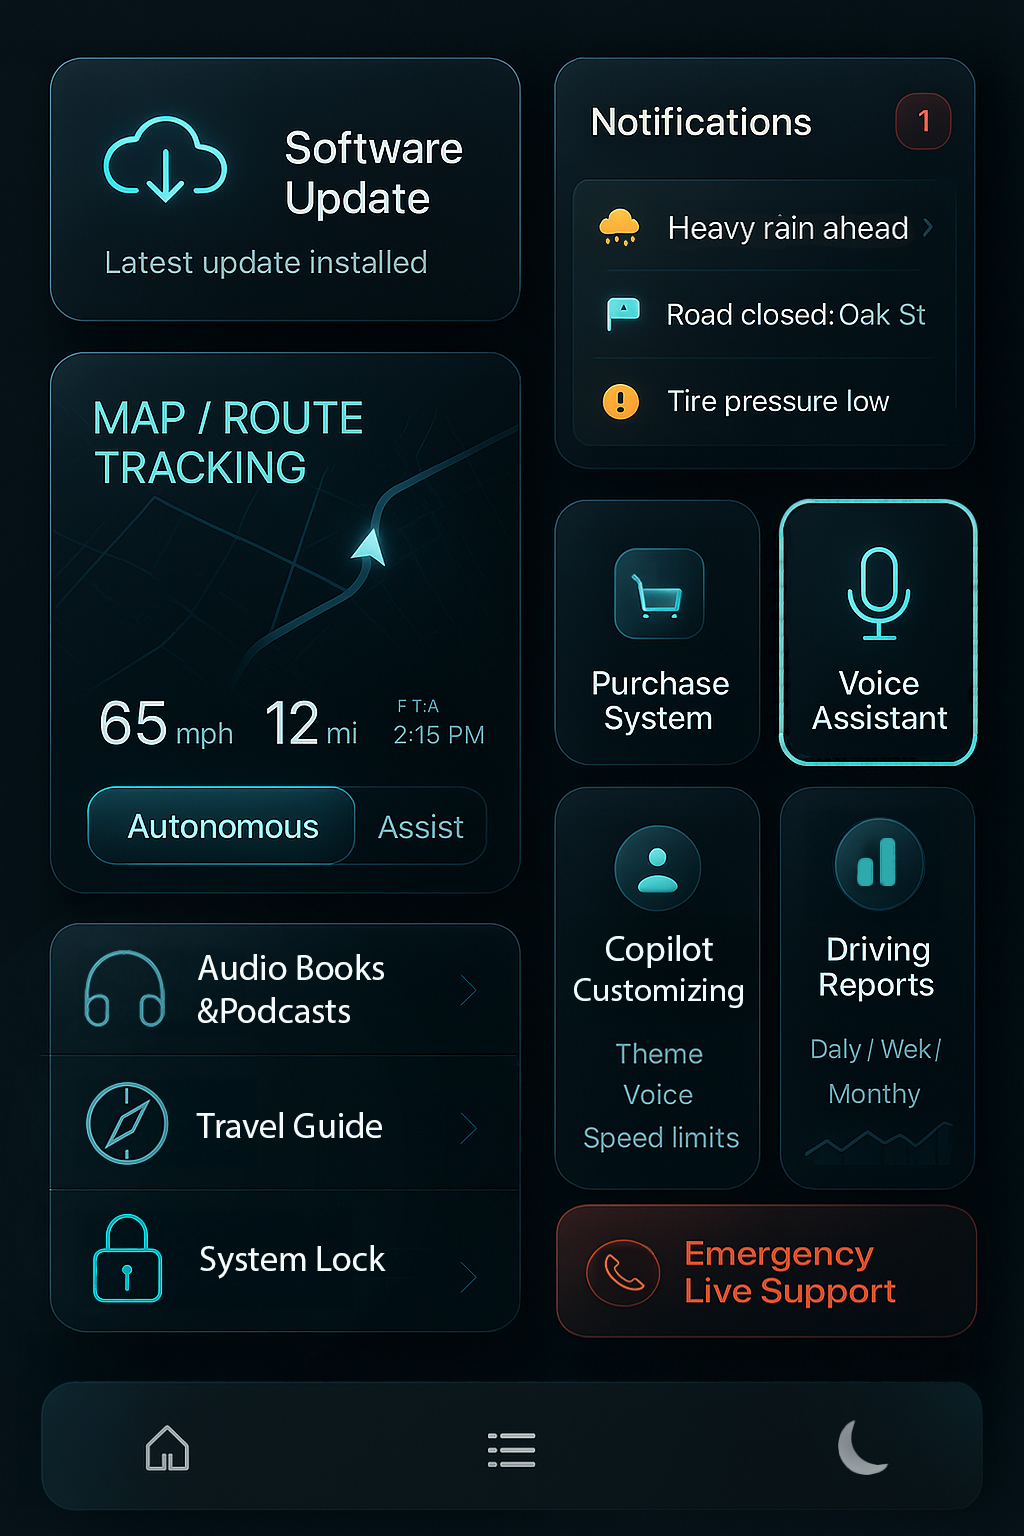 Software
Update
Latest update installed
Notifications
1
Heavy rain ahead
Road closed: Oak St
Tire pressure low
MAP / ROUTE
TRACKING
65 mph
12 mi
FT:A
2:15 PM
Autonomous
Assist
Purchase
System
Voice
Assistant
Audio Books
&Podcasts
Travel Guide
System Lock
Copilot
Customizing
Theme
Voice
Speed limits
Driving
Reports
Daly / Wek /
Monthy
Emergency
Live Support